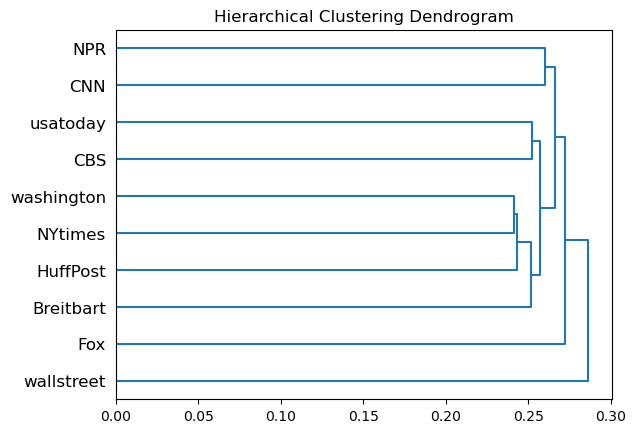 Hierarchical Clustering Dendrogram
NPR
CNN
usatoday
CBS
washington
NYtimes
HuffPost
Breitbart
Fox
wallstreet
0.00 0.05 0.10 0.15 0.20 0.25 0.30